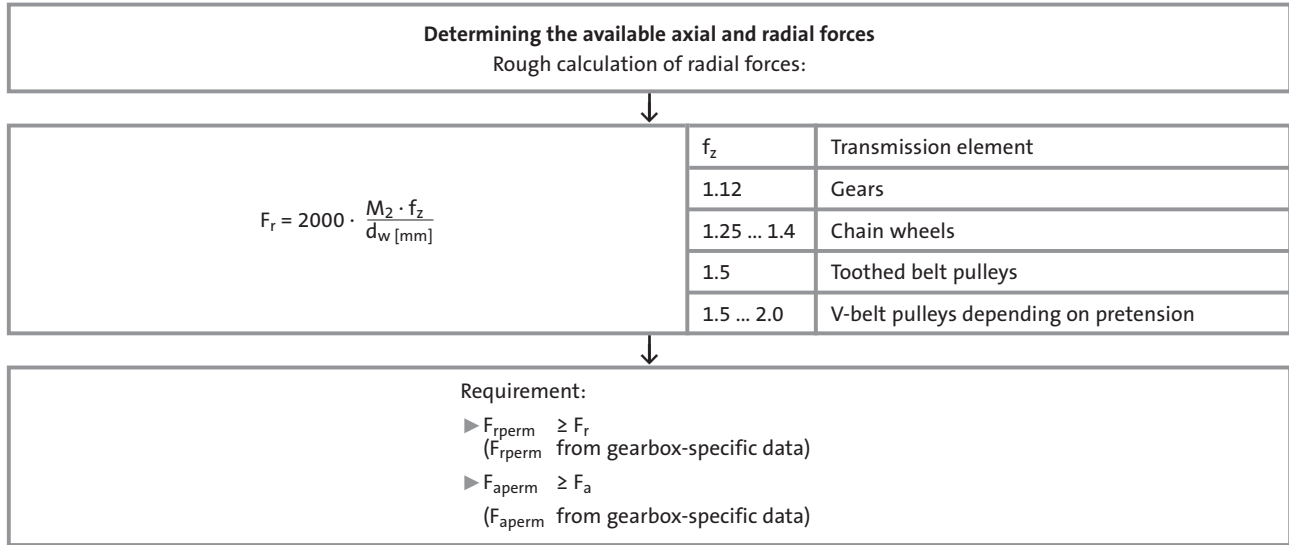 Determining the available axial and radial forces
Rough calculation of radial forces:
F_r = 2000 · (M_2 · f_z) / (d_w [mm])
f_z Transmission element
1.12 Gears
1.25 ... 1.4 Chain wheels
1.5 Toothed belt pulleys
1.5 ... 2.0 V-belt pulleys depending on pretension
Requirement:
▶ F_rperm ≥ F_r
(F_rperm from gearbox-specific data)
▶ F_aperm ≥ F_a
(F_aperm from gearbox-specific data)